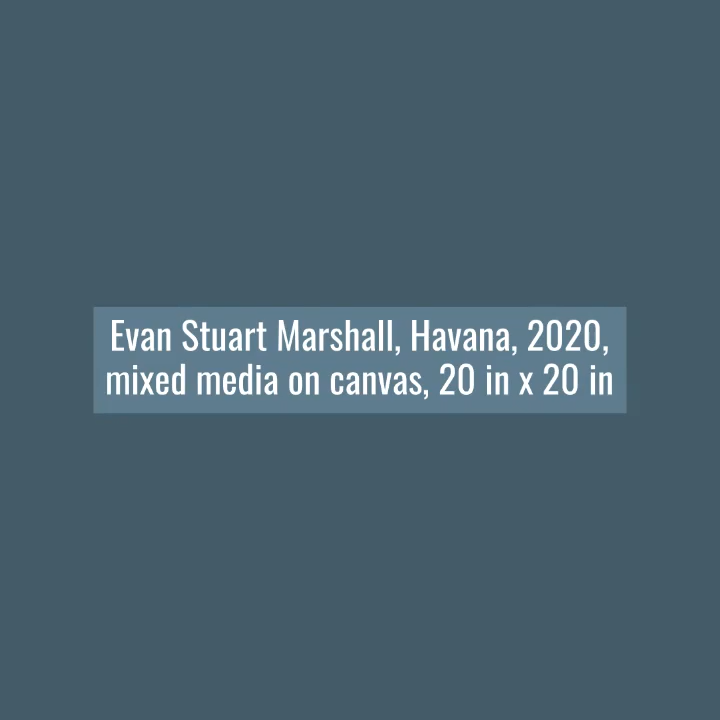 Evan Stuart Marshall, Havana, 2020,
mixed media on canvas, 20 in x 20 in